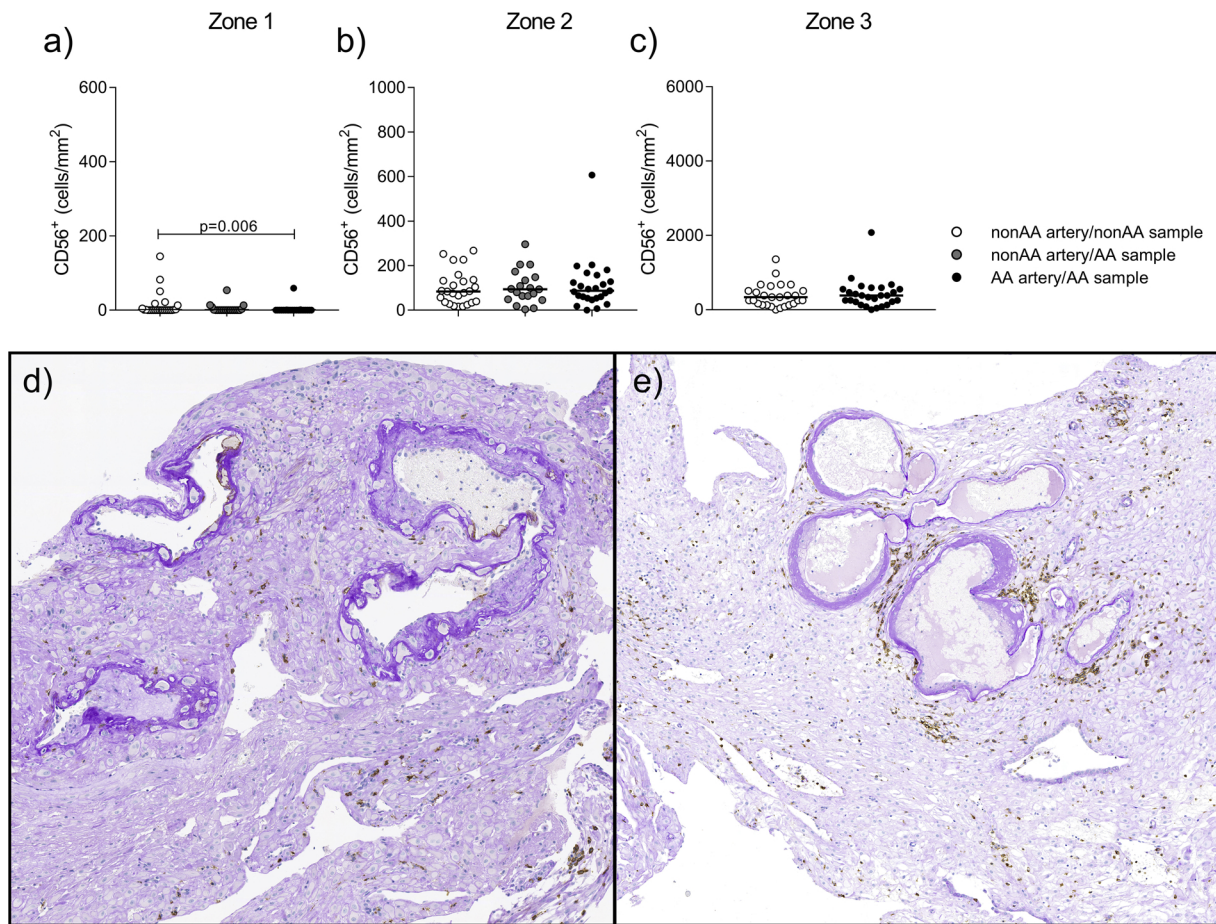 Zone 1
Zone 2
Zone 3
a)
b)
c)
CD56+ (cells/mm2)
600
400
200
0
p=0.006
CD56+ (cells/mm2)
1000
800
600
400
200
0
CD56+ (cells/mm2)
6000
4000
2000
0
nonAA artery/nonAA sample
nonAA artery/AA sample
AA artery/AA sample
d)
e)